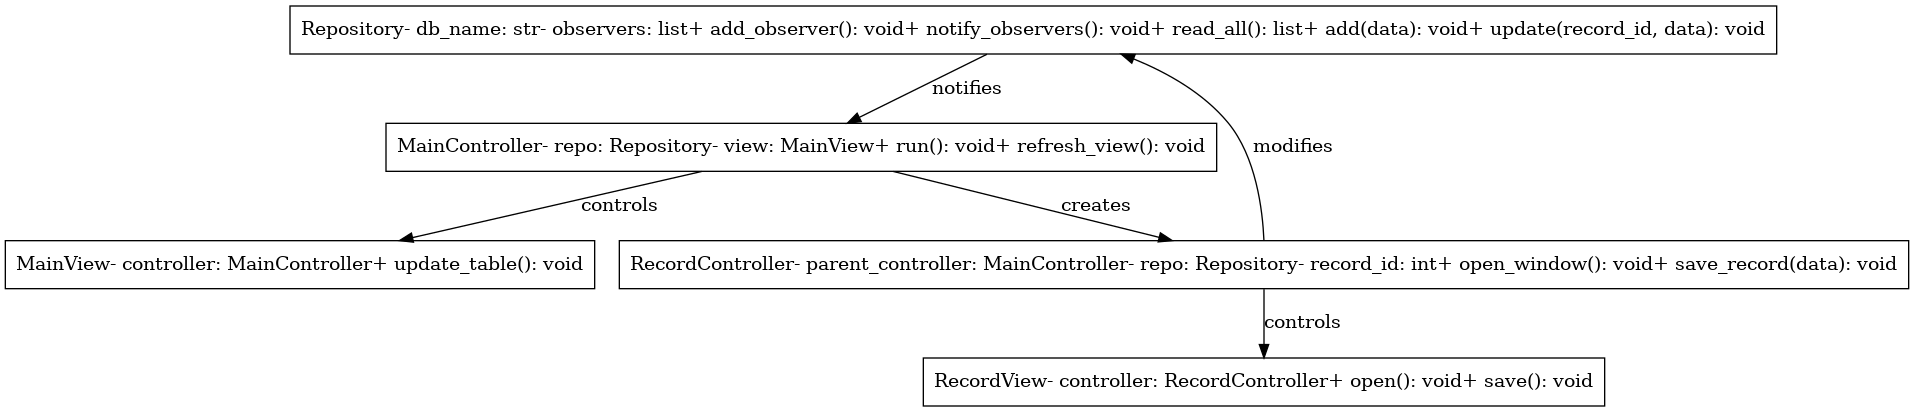 Repository- db_name: str- observers: list+ add_observer(): void+ notify_observers(): void+ read_all(): list+ add(data): void+ update(record_id, data): void
notifies
MainController- repo: Repository- view: MainView+ run(): void+ refresh_view(): void
modifies
controls
creates
MainView- controller: MainController+ update_table(): void
RecordController- parent_controller: MainController- repo: Repository- record_id: int+ open_window(): void+ save_record(data): void
controls
RecordView- controller: RecordController+ open(): void+ save(): void